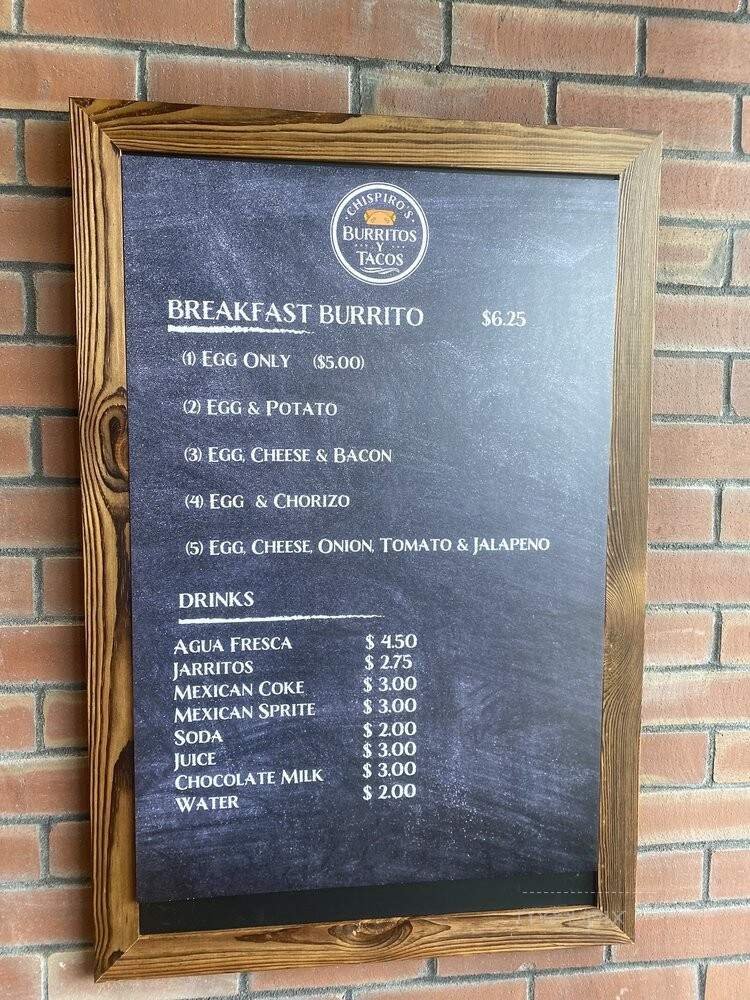 CHISPIRO'S
BURRITOS
Y
TACOS
BREAKFAST BURRITO $6.25
(1) EGG ONLY ($5.00)
(2) EGG & POTATO
(3) EGG, CHEESE & BACON
(4) EGG & CHORIZO
(5) EGG, CHEESE, ONION, TOMATO & JALAPENO
DRINKS
AGUA FRESCA $ 4.50
JARRITOS $ 2.75
MEXICAN COKE $ 3.00
MEXICAN SPRITE $ 3.00
SODA $ 2.00
JUICE $ 3.00
CHOCOLATE MILK $ 3.00
WATER $ 2.00